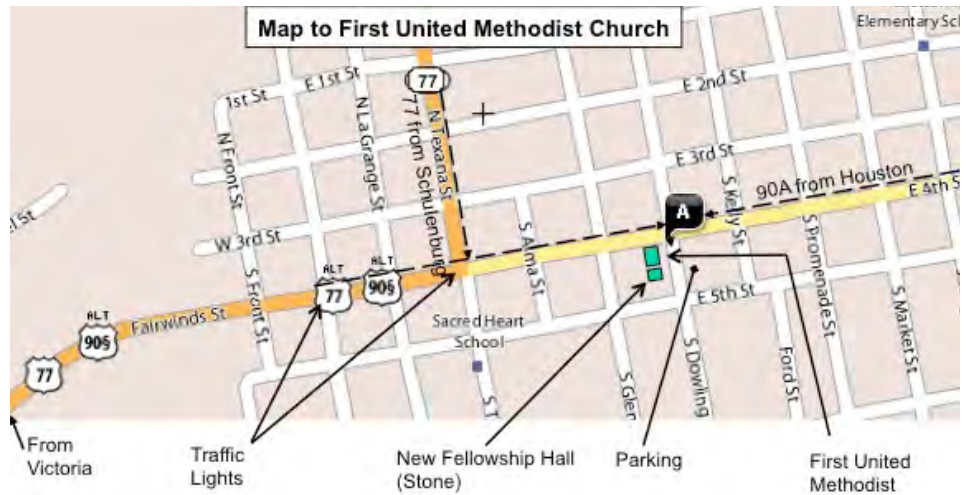 Map to First United Methodist Church
Elementary Sch
77
1st St
E 1st St
E 2nd St
N Front St
N La Grange St
77 from Schulenburg
N Texana St
E 3rd St
90A from Houston
E 4th S
W 3rd St
A
S Kelly St
S Alma St
S Promenade St
S Front St
ALT
77
ALT
90§
Fairwinds St
ALT
90§
77
E 5th St
S Market St
Sacred Heart
School
S T
S Glen
S Dowling
Ford St
From
Victoria
Traffic
Lights
New Fellowship Hall
(Stone)
Parking
First United
Methodist